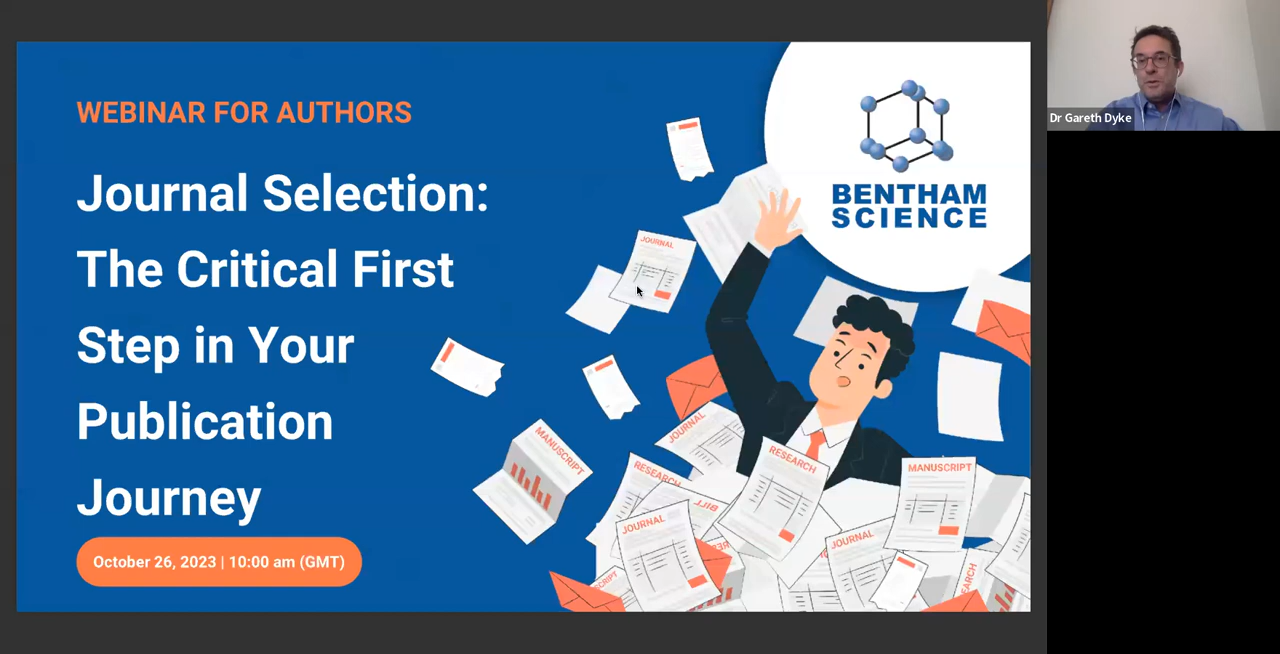 WEBINAR FOR AUTHORS
Journal Selection:
The Critical First
Step in Your
Publication
Journey
October 26, 2023 | 10:00 am (GMT)
BENTHAM
SCIENCE
JOURNAL
MANUSCRIPT
JOURNAL
RESEARCH
RESEARCH
MANUSCRIPT
JOURNAL
JOURNAL
Dr Gareth Dyke